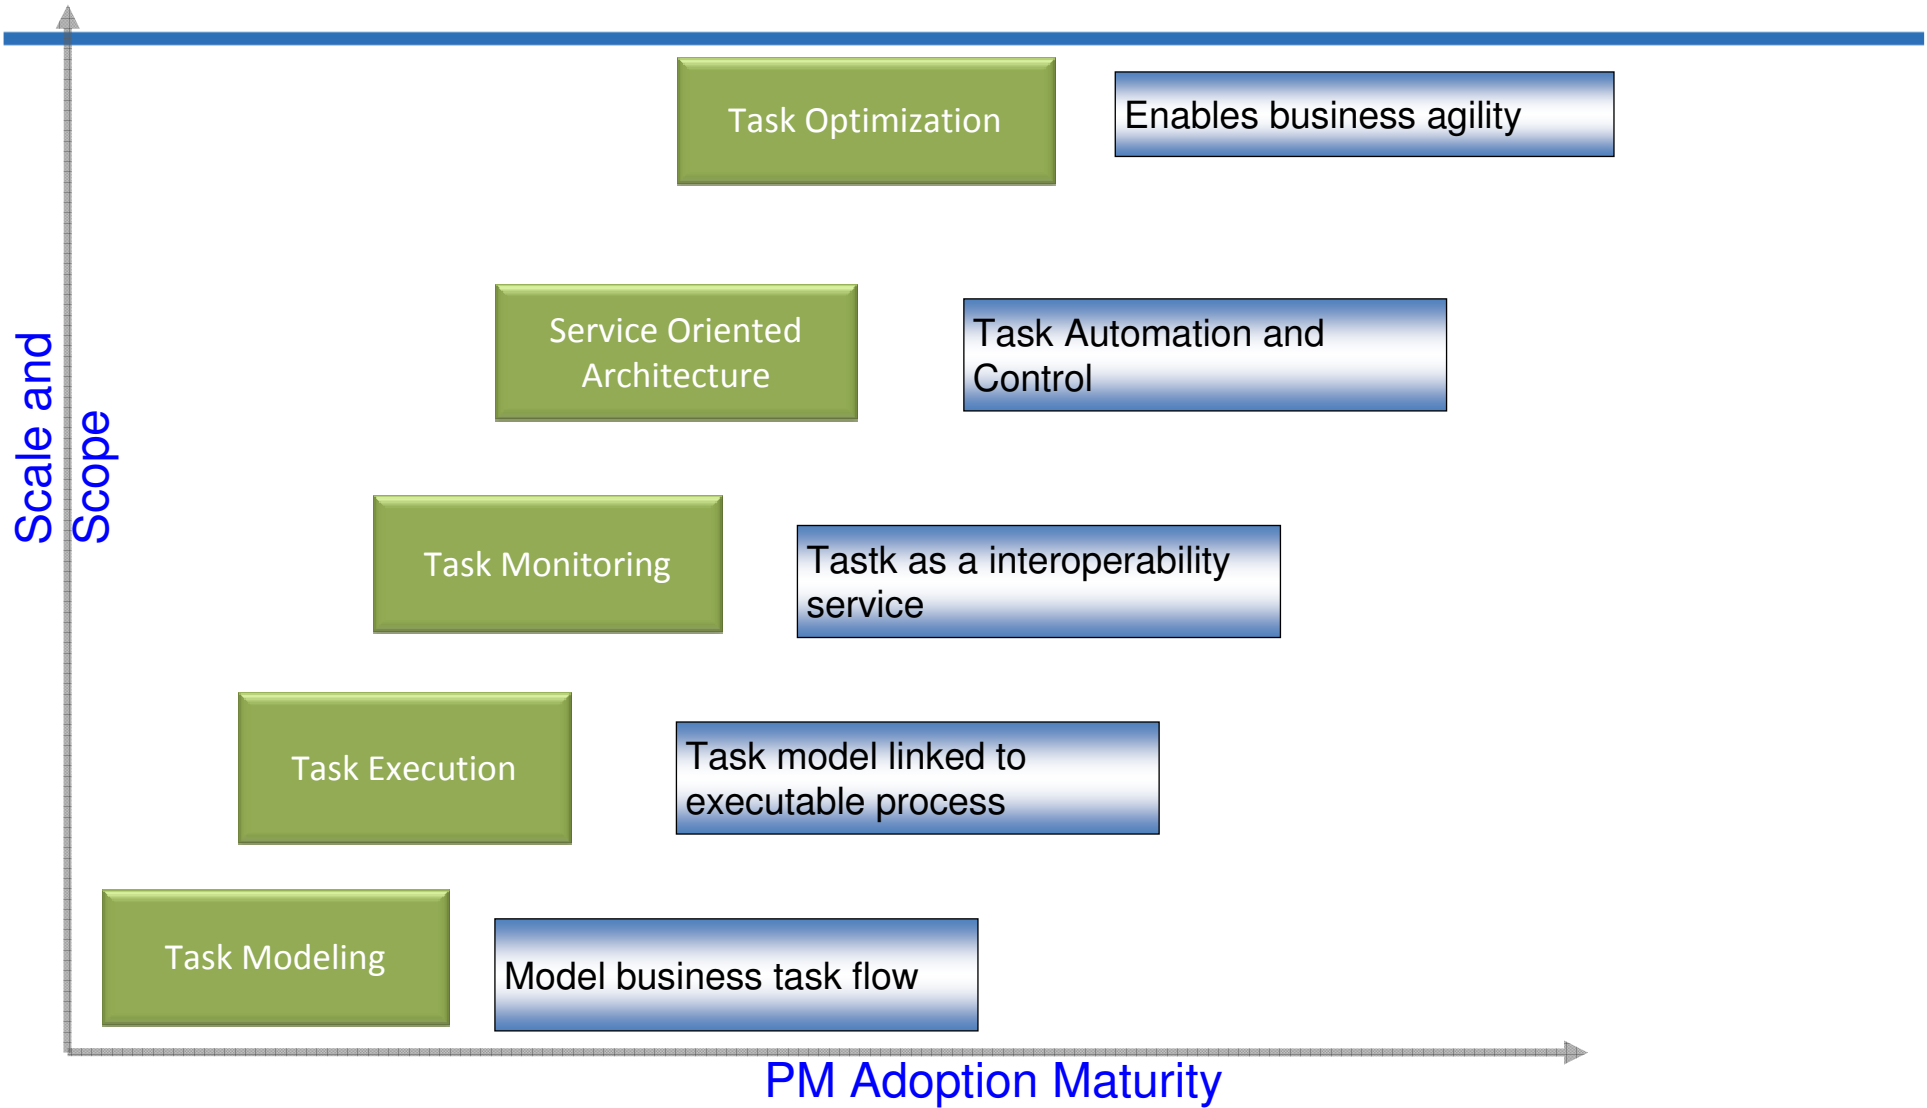 Task Optimization
Enables business agility
Service Oriented
Architecture
Task Automation and
Control
Scale and
Scope
Task Monitoring
Tastk as a interoperability
service
Task Execution
Task model linked to
executable process
Task Modeling
Model business task flow
PM Adoption Maturity